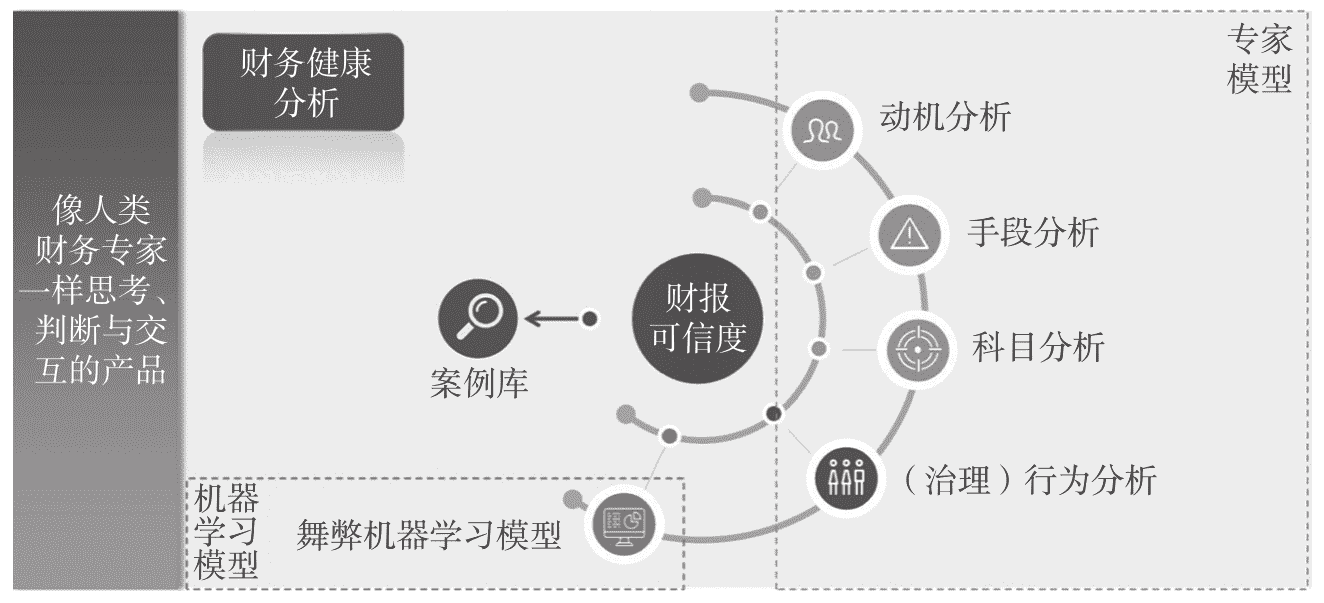 像人类
财务专家
一样思考、
判断与交
互的产品
财务健康
分析
专家
模型
动机分析
手段分析
财报
可信度
科目分析
案例库
（治理）行为分析
机器
学习
模型
舞弊机器学习模型